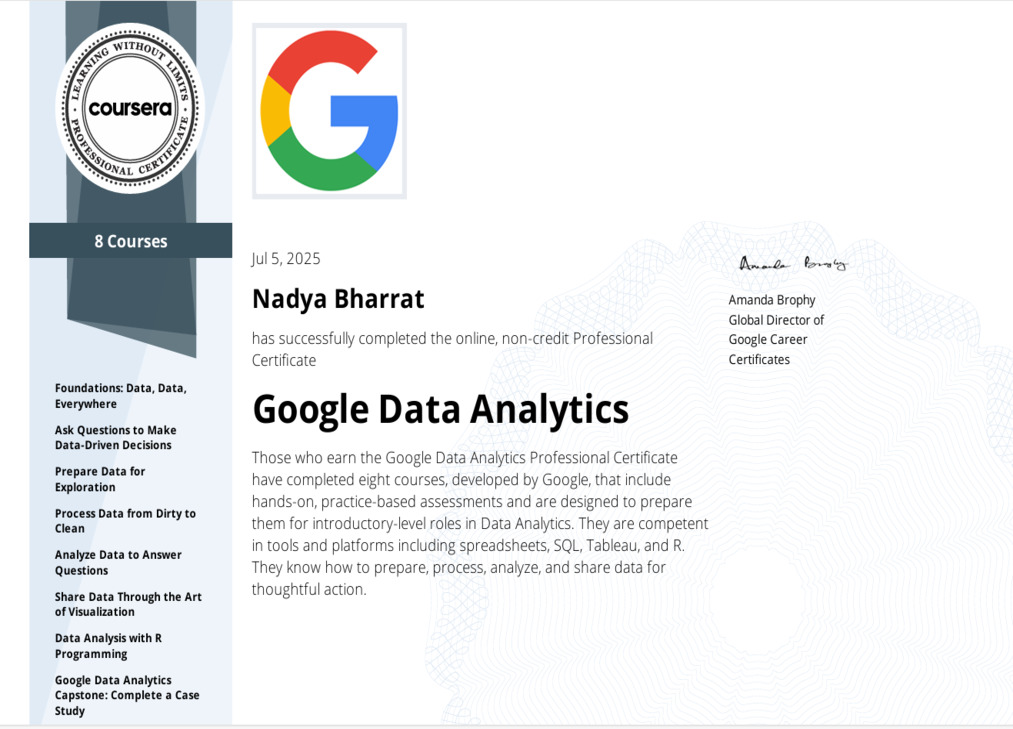 LEARNING WITHOUT LIMITS
coursera
PROFESSIONAL CERTIFICATE
8 Courses
Foundations: Data, Data,
Everywhere
Ask Questions to Make
Data-Driven Decisions
Prepare Data for
Exploration
Process Data from Dirty to
Clean
Analyze Data to Answer
Questions
Share Data Through the Art
of Visualization
Data Analysis with R
Programming
Google Data Analytics
Capstone: Complete a Case
Study
G
Jul 5, 2025
Nadya Bharrat
has successfully completed the online, non-credit Professional
Certificate
Google Data Analytics
Those who earn the Google Data Analytics Professional Certificate
have completed eight courses, developed by Google, that include
hands-on, practice-based assessments and are designed to prepare
them for introductory-level roles in Data Analytics. They are competent
in tools and platforms including spreadsheets, SQL, Tableau, and R.
They know how to prepare, process, analyze, and share data for
thoughtful action.
Amanda Brophy
Amanda Brophy
Global Director of
Google Career
Certificates